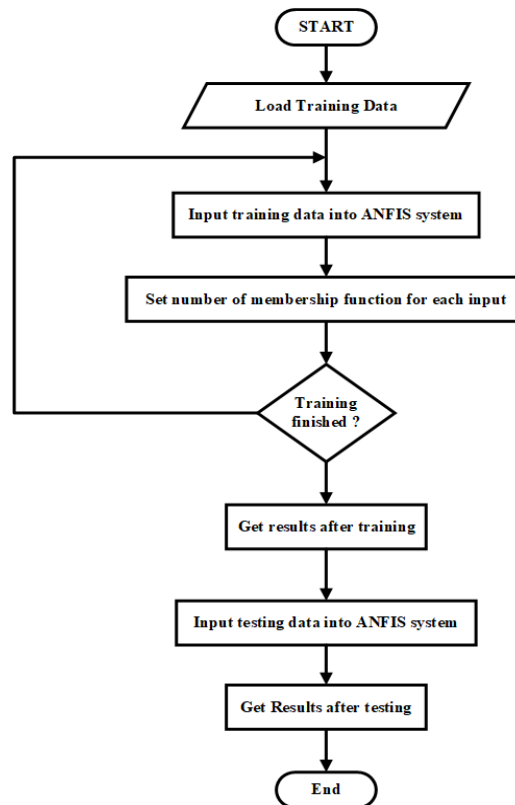 START
Load Training Data
Input training data into ANFIS system
Set number of membership function for each input
Training
finished ?
Get results after training
Input testing data into ANFIS system
Get Results after testing
End